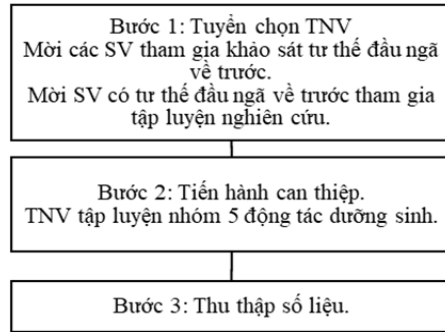 Bước 1: Tuyển chọn TNV
Mời các SV tham gia khảo sát tư thế đầu ngã
về trước.
Mời SV có tư thế đầu ngã về trước tham gia
tập luyện nghiên cứu.
Bước 2: Tiến hành can thiệp.
TNV tập luyện nhóm 5 động tác dưỡng sinh.
Bước 3: Thu thập số liệu.